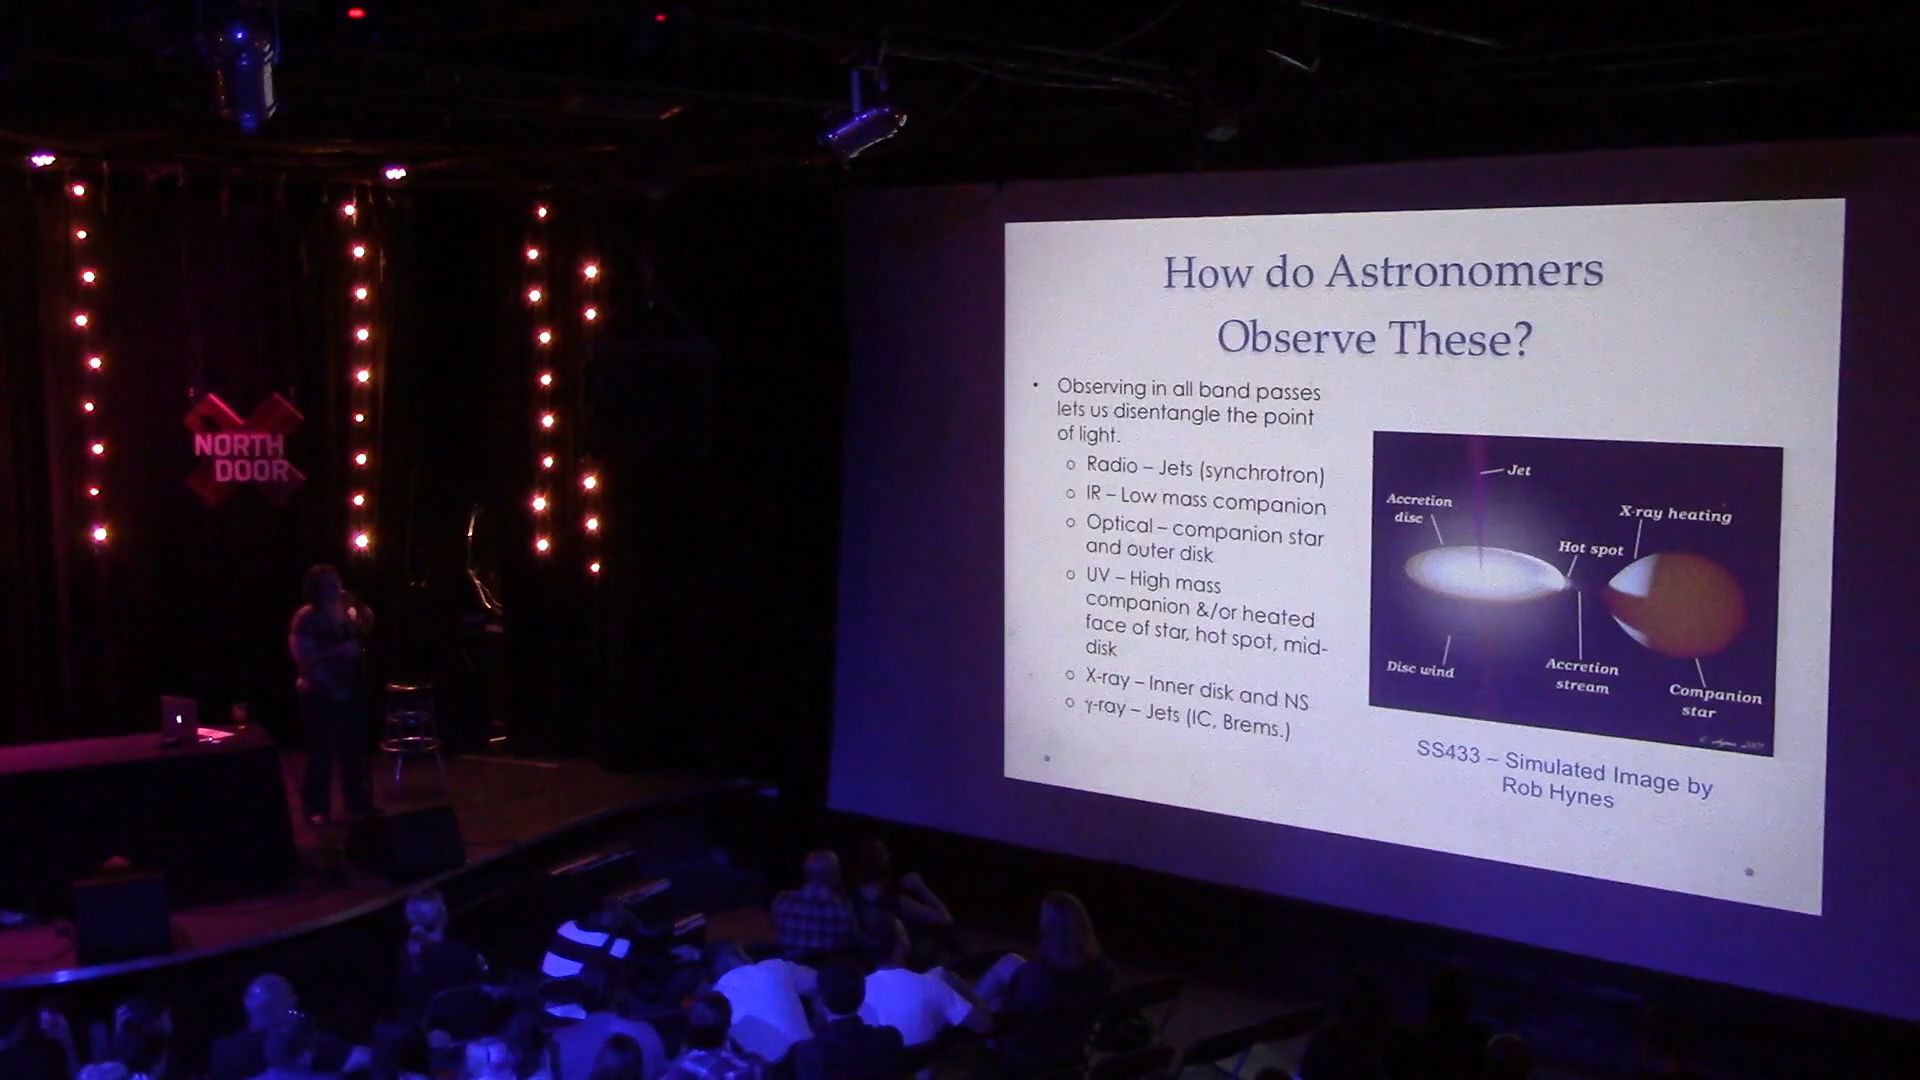 NORTH
DOOR
How do Astronomers
Observe These?
• Observing in all band passes
lets us disentangle the point
of light.
o Radio – Jets (synchrotron)
o IR – Low mass companion
o Optical – companion star
and outer disk
o UV – High mass
companion &/or heated
face of star, hot spot, mid-
disk
o X-ray – Inner disk and NS
o γ-ray – Jets (IC, Brems.)
Jet
Accretion
disc
X-ray heating
Hot spot
Disc wind
Accretion
stream
Companion
star
SS433 – Simulated Image by
Rob Hynes